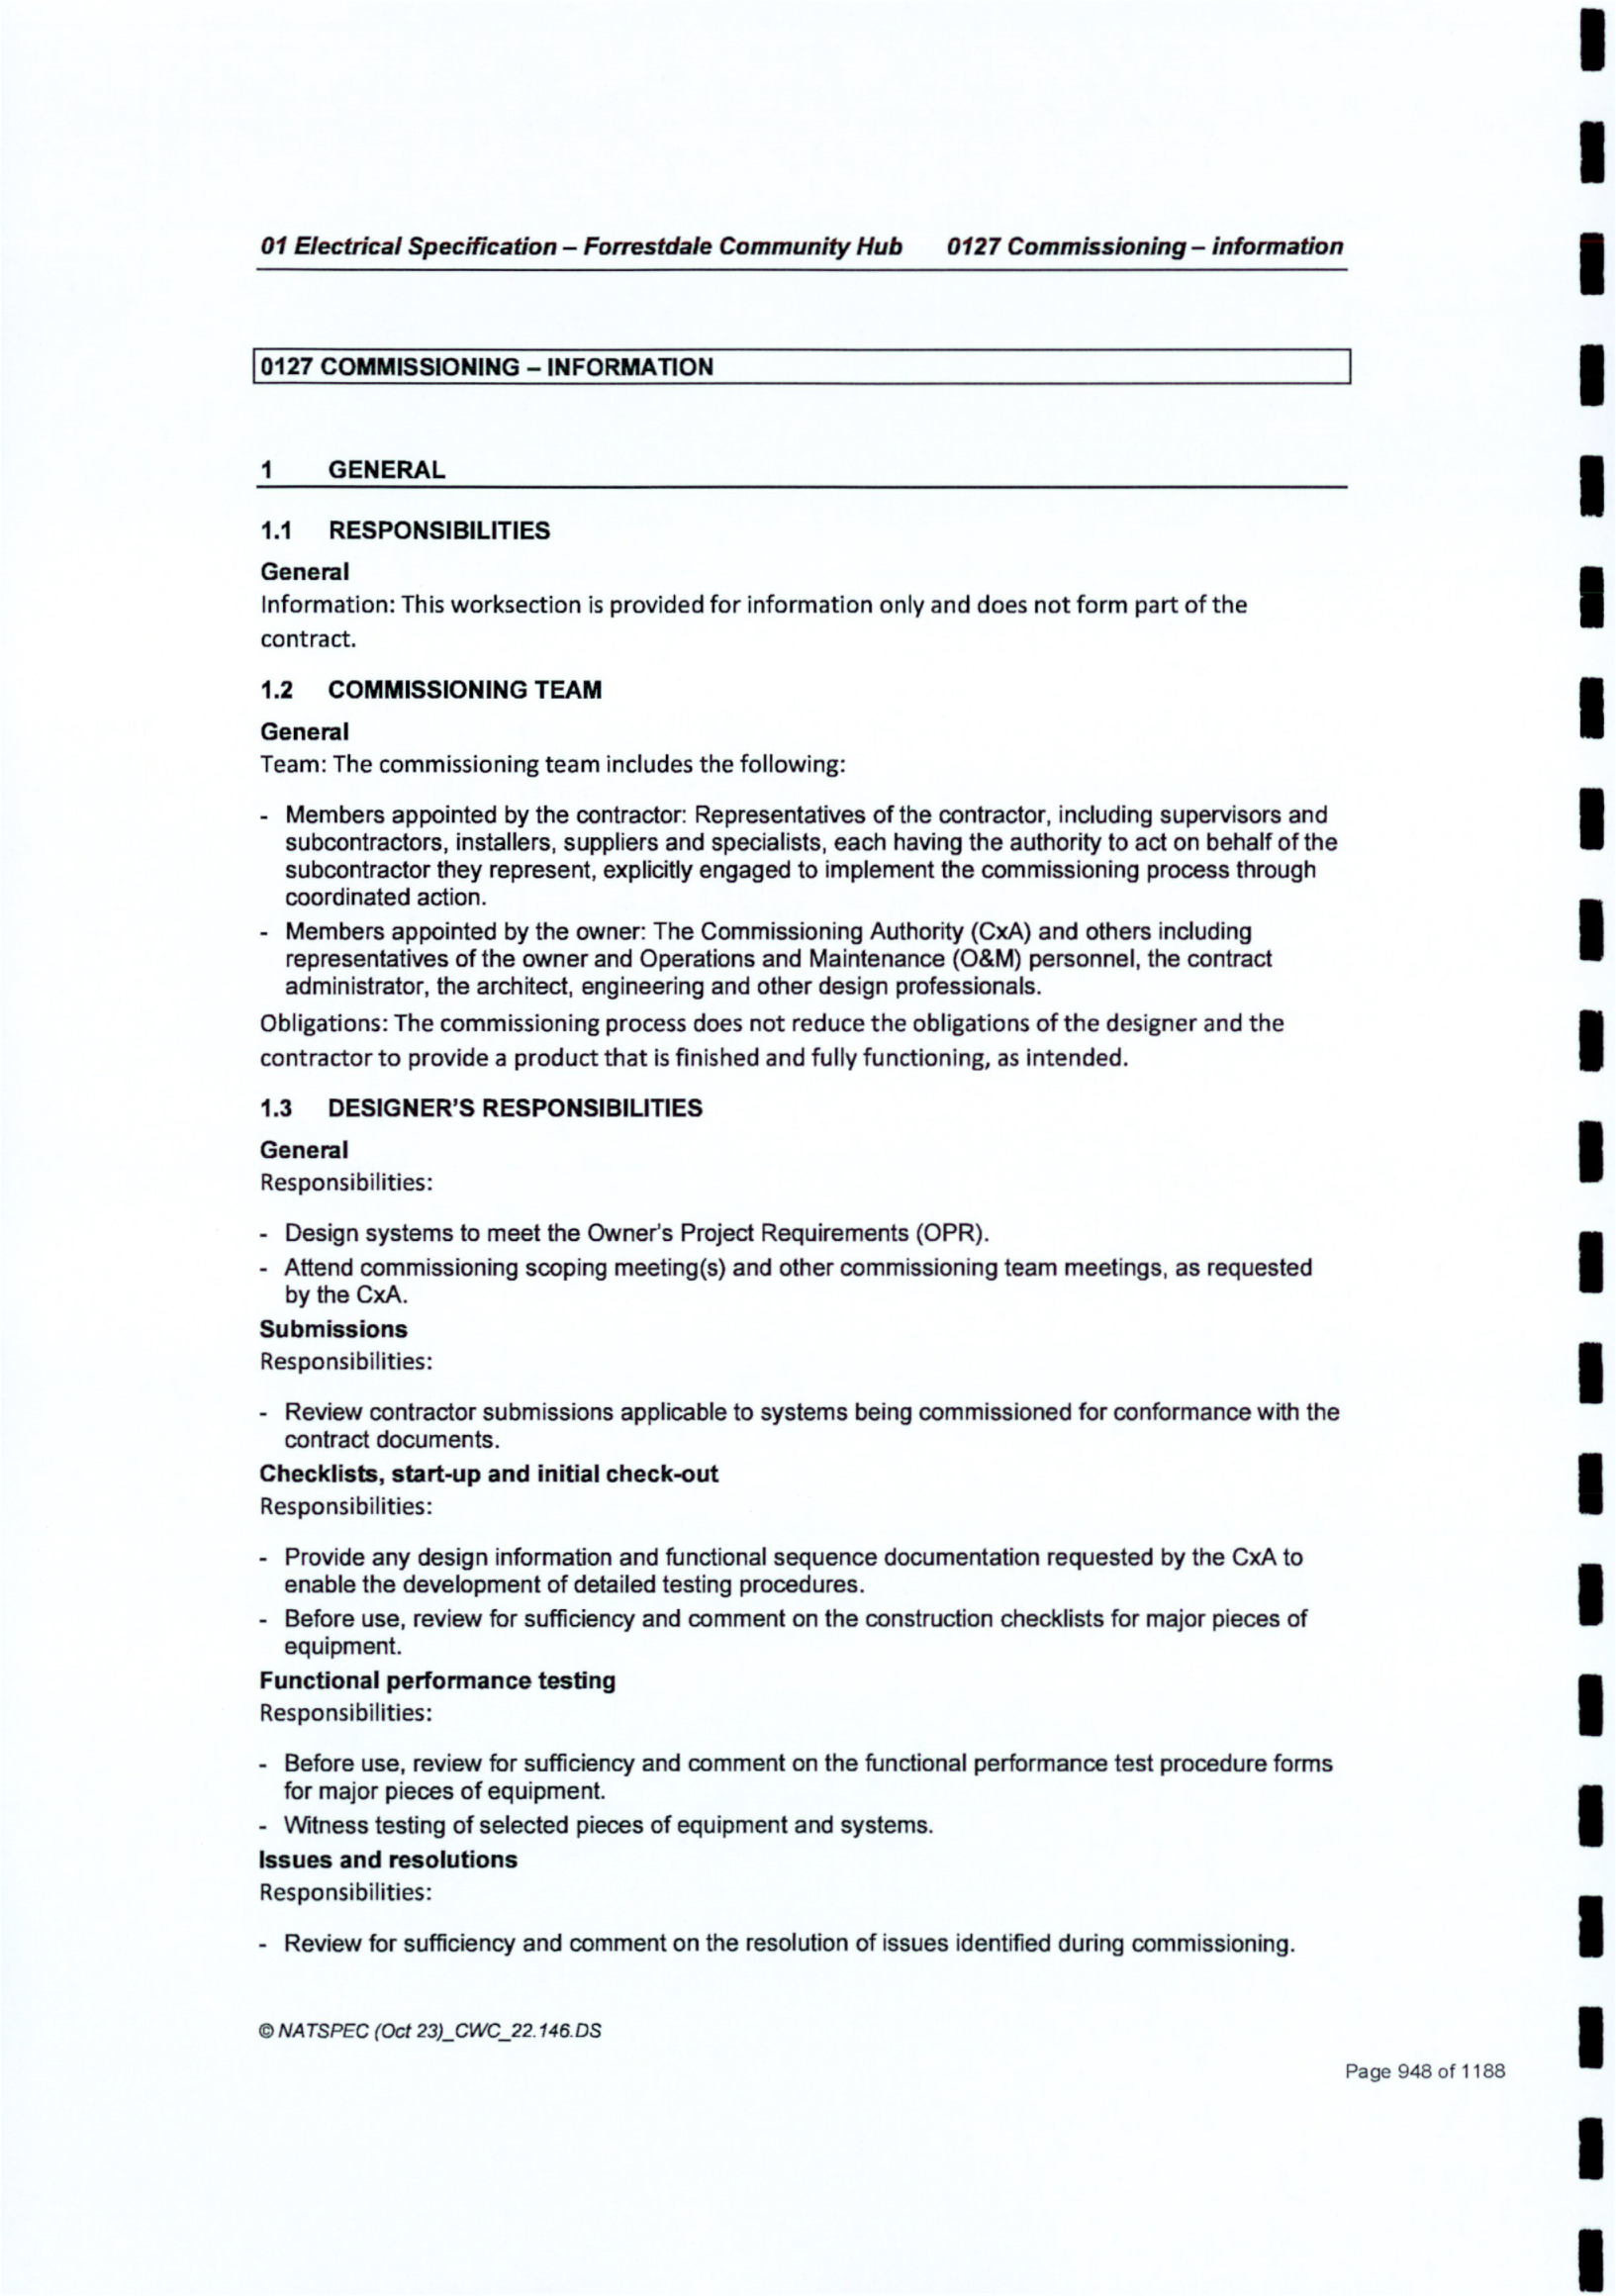 01 Electrical Specification – Forrestdale Community Hub 0127 Commissioning – information
0127 COMMISSIONING – INFORMATION
1 GENERAL
1.1 RESPONSIBILITIES
General
Information: This worksection is provided for information only and does not form part of the
contract.
1.2 COMMISSIONING TEAM
General
Team: The commissioning team includes the following:
- Members appointed by the contractor: Representatives of the contractor, including supervisors and
subcontractors, installers, suppliers and specialists, each having the authority to act on behalf of the
subcontractor they represent, explicitly engaged to implement the commissioning process through
coordinated action.
- Members appointed by the owner: The Commissioning Authority (CxA) and others including
representatives of the owner and Operations and Maintenance (O&M) personnel, the contract
administrator, the architect, engineering and other design professionals.
Obligations: The commissioning process does not reduce the obligations of the designer and the
contractor to provide a product that is finished and fully functioning, as intended.
1.3 DESIGNER'S RESPONSIBILITIES
General
Responsibilities:
- Design systems to meet the Owner's Project Requirements (OPR).
- Attend commissioning scoping meeting(s) and other commissioning team meetings, as requested
by the CxA.
Submissions
Responsibilities:
- Review contractor submissions applicable to systems being commissioned for conformance with the
contract documents.
Checklists, start-up and initial check-out
Responsibilities:
- Provide any design information and functional sequence documentation requested by the CxA to
enable the development of detailed testing procedures.
- Before use, review for sufficiency and comment on the construction checklists for major pieces of
equipment.
Functional performance testing
Responsibilities:
- Before use, review for sufficiency and comment on the functional performance test procedure forms
for major pieces of equipment.
- Witness testing of selected pieces of equipment and systems.
Issues and resolutions
Responsibilities:
- Review for sufficiency and comment on the resolution of issues identified during commissioning.
© NATSPEC (Oct 23)_CWC_22.146.DS
Page 948 of 1188